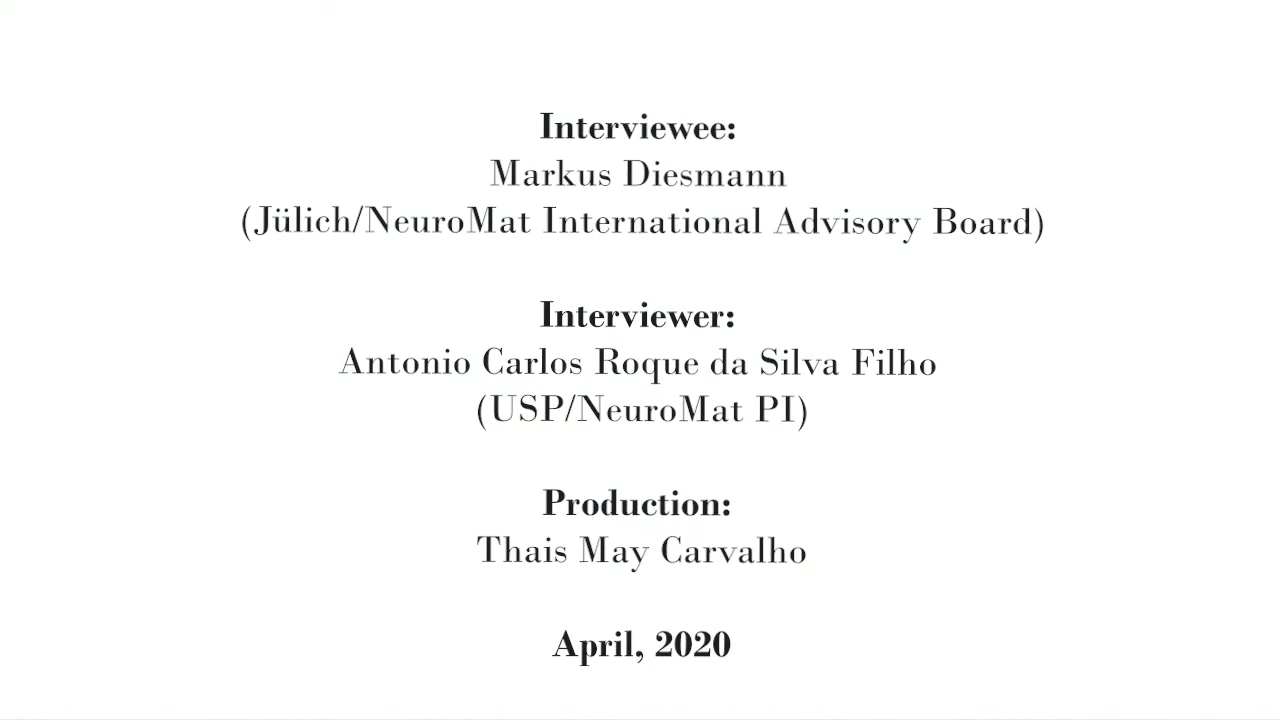 Interviewee:
Markus Diesmann
(Jülich/NeuroMat International Advisory Board)
Interviewer:
Antonio Carlos Roque da Silva Filho
(USP/NeuroMat PI)
Production:
Thais May Carvalho
April, 2020